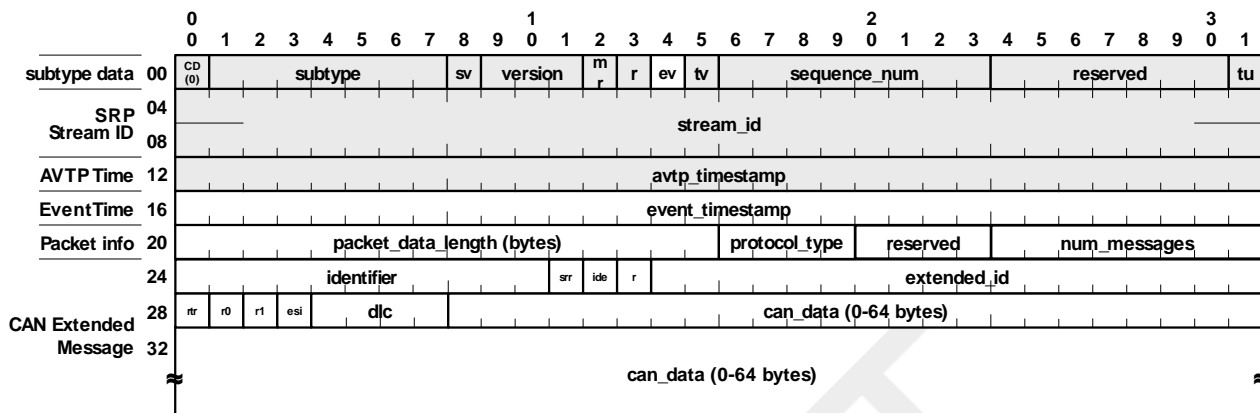 0 1 2 3
0 1 2 3 4 5 6 7 8 9 0 1 2 3 4 5 6 7 8 9 0 1 2 3 4 5 6 7 8 9 0 1
subtype data 00 CD (0) subtype sv version m r r ev tv sequence_num reserved tu
SRP Stream ID 04
08 stream_id
AVTP Time 12 avtp_timestamp
EventTime 16 event_timestamp
Packet info 20 packet_data_length (bytes) protocol_type reserved num_messages
24 identifier srr ide r extended_id
CAN Extended Message 28 rtr r0 r1 esi dlc can_data (0-64 bytes)
32
can_data (0-64 bytes)